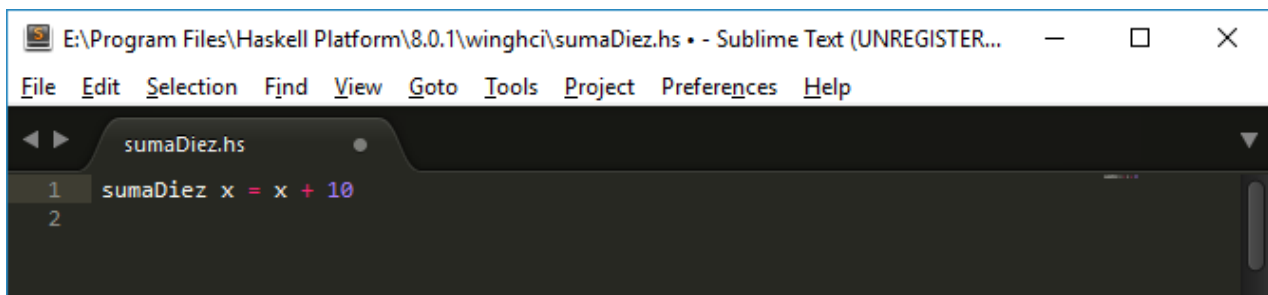 E:\Program Files\Haskell Platform\8.0.1\winghci\sumaDiez.hs • - Sublime Text (UNREGISTER...
File Edit Selection Find View Goto Tools Project Preferences Help
sumaDiez.hs
1 sumaDiez x = x + 10
2